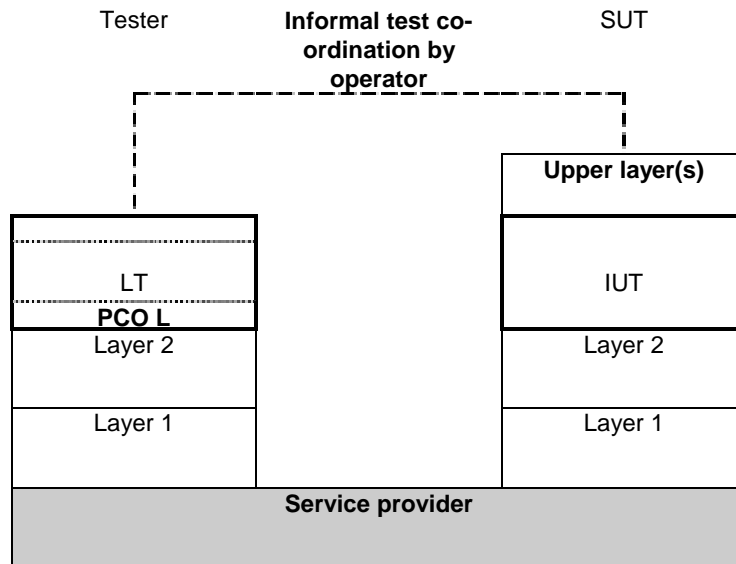 Tester
Informal test co-
ordination by
operator
SUT
Upper layer(s)
LT
IUT
PCO L
Layer 2
Layer 2
Layer 1
Layer 1
Service provider